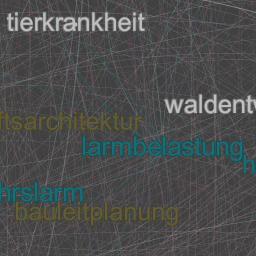 tierkrankheit
waldentw
ftsarchitektur
larmbelastung
h
hrslarm
bauleitplanung